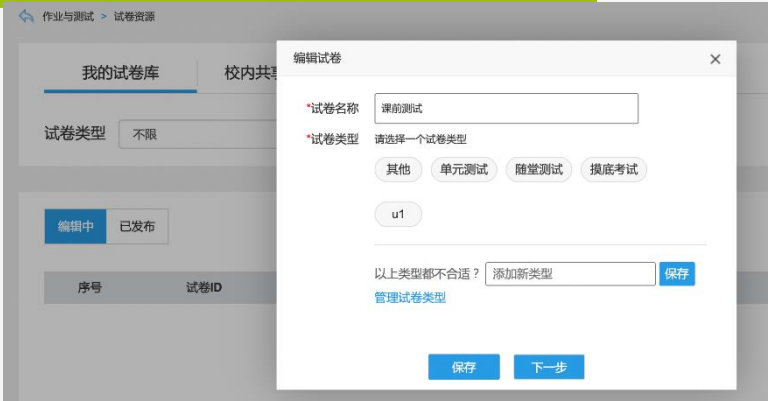 作业与测试 > 试卷资源
我的试卷库
校内共享
试卷类型 不限
编辑中 已发布
序号 试卷ID
编辑试卷
*试卷名称 课前测试
*试卷类型 请选择一个试卷类型
其他 单元测试 随堂测试 摸底考试
u1
以上类型都不合适？ 添加新类型 保存
管理试卷类型
保存 下一步